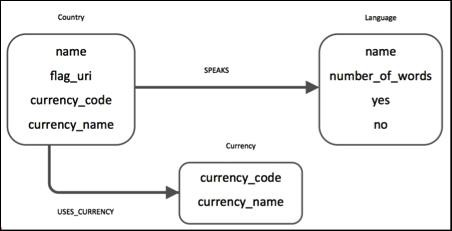 Country
name
flag_uri
currency_code
currency_name
SPEAKS
Language
name
number_of_words
yes
no
USES_CURRENCY
Currency
currency_code
currency_name